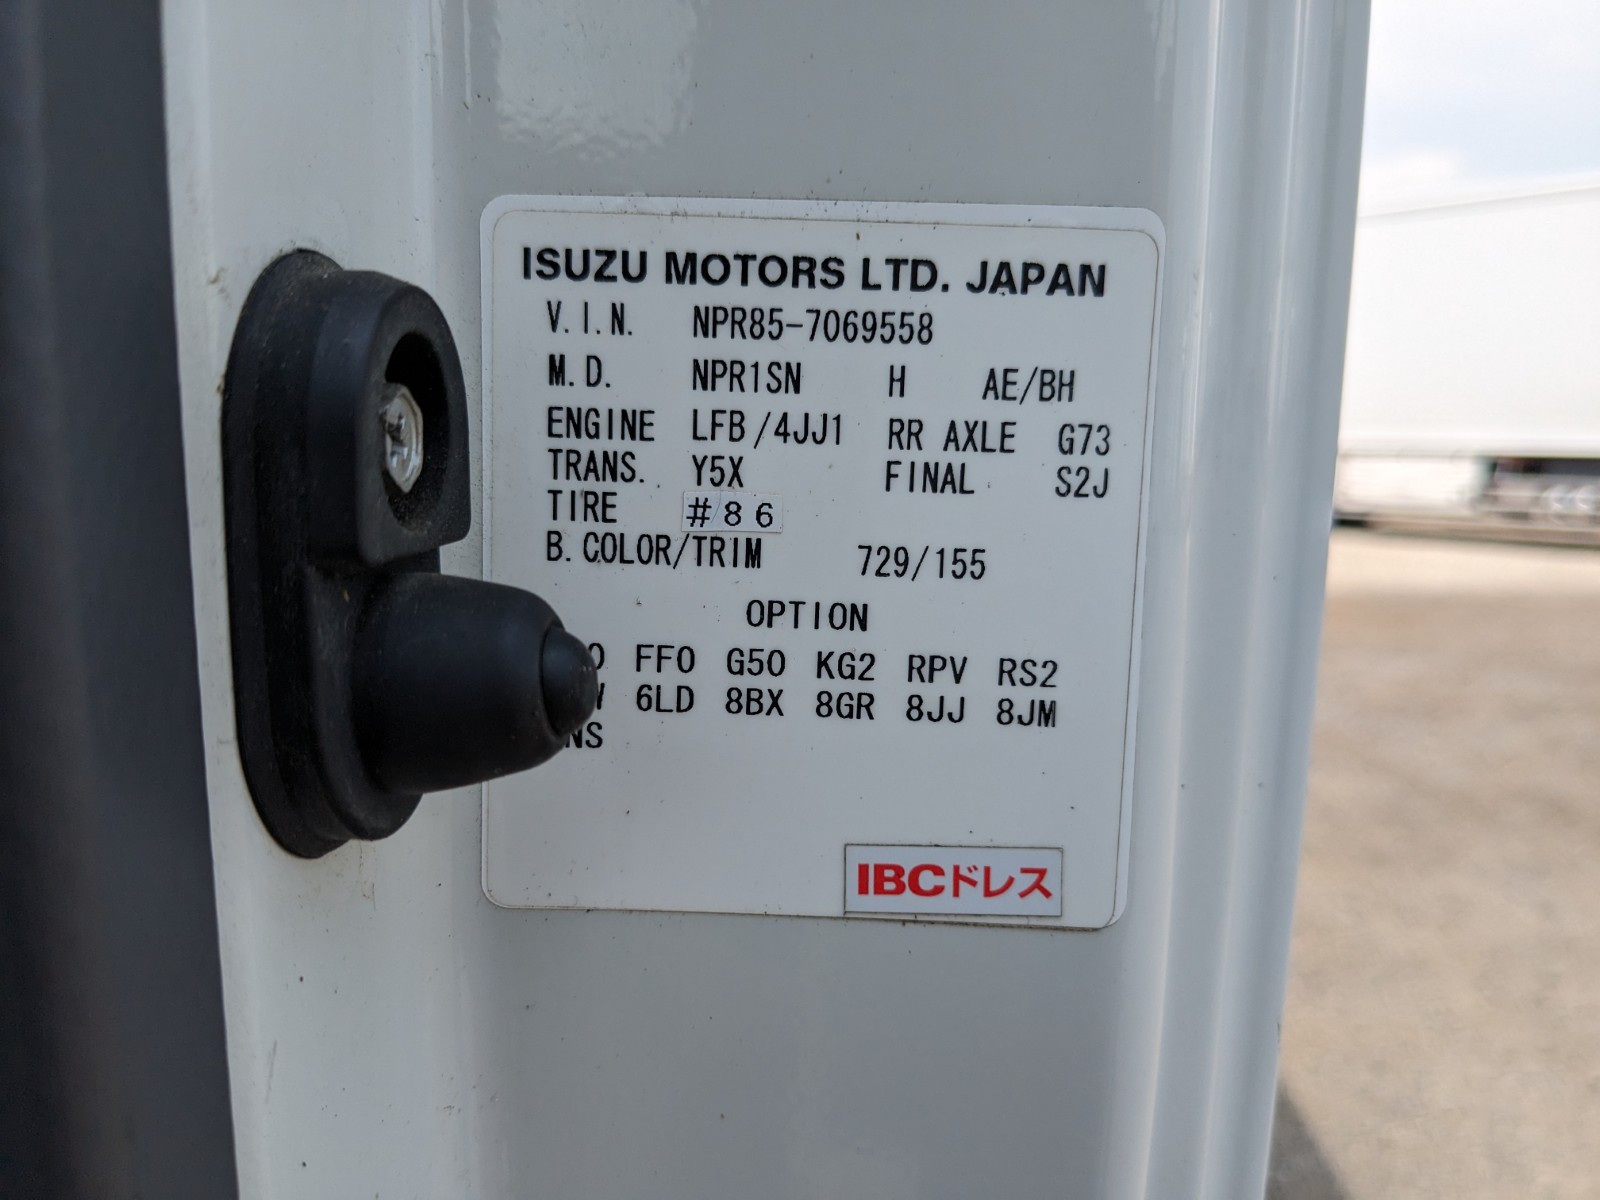 ISUZU MOTORS LTD. JAPAN
V.I.N. NPR85-7069558
M.D. NPR1SN H AE/BH
ENGINE LFB/4JJ1 RR AXLE G73
TRANS. Y5X FINAL S2J
TIRE #86
B.COLOR/TRIM 729/155
OPTION
FF0 G50 KG2 RPV RS2
6LD 8BX 8GR 8JJ 8JM
IBCドレス